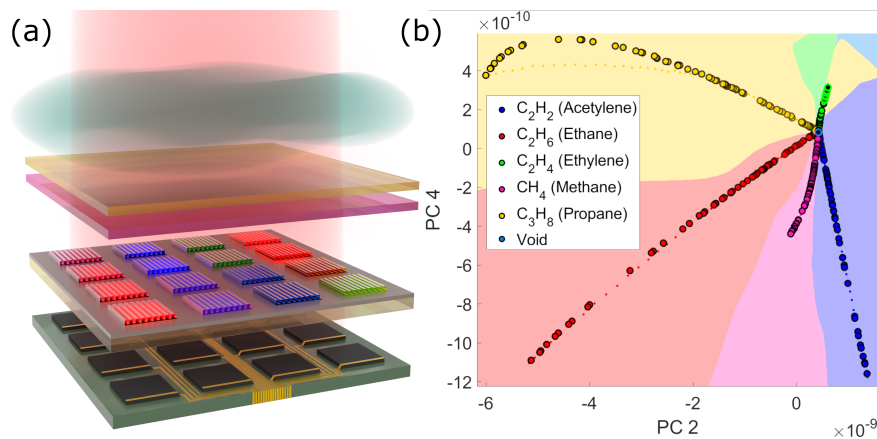 (a)
(b)
×10⁻¹⁰
4
2
0
-2
-4
-6
-8
-10
-12
PC 4
C₂H₂ (Acetylene)
C₂H₆ (Ethane)
C₂H₄ (Ethylene)
CH₄ (Methane)
C₃H₈ (Propane)
Void
-6
-4
-2
0
PC 2
×10⁻⁹